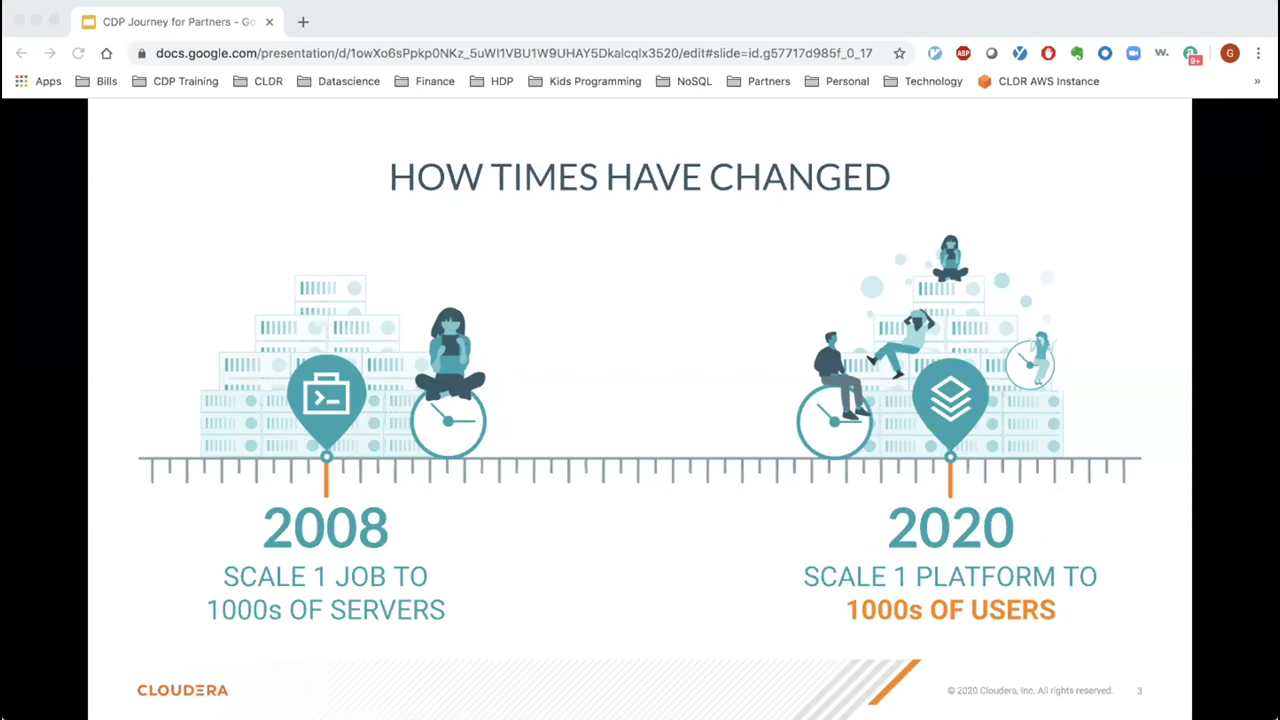 CDP Journey for Partners - Go
docs.google.com/presentation/d/1owXo6sPpkp0NKz_5uWl1VBU1W9UHAY5Dkalcqlx3520/edit#slide=id.g57717d985f_0_17
ABP
w.
9+
G
Apps
Bills
CDP Training
CLDR
Datascience
Finance
HDP
Kids Programming
NoSQL
Partners
Personal
Technology
CLDR AWS Instance
»
HOW TIMES HAVE CHANGED
2008
SCALE 1 JOB TO
1000s OF SERVERS
2020
SCALE 1 PLATFORM TO
1000s OF USERS
CLOUDERA
© 2020 Cloudera, Inc. All rights reserved.
3